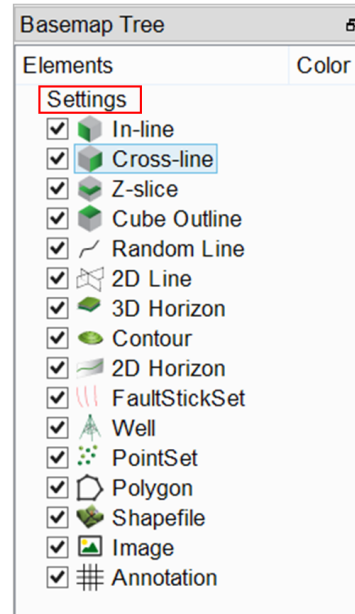 Basemap Tree
Elements Color
Settings
In-line
Cross-line
Z-slice
Cube Outline
Random Line
2D Line
3D Horizon
Contour
2D Horizon
FaultStickSet
Well
PointSet
Polygon
Shapefile
Image
Annotation